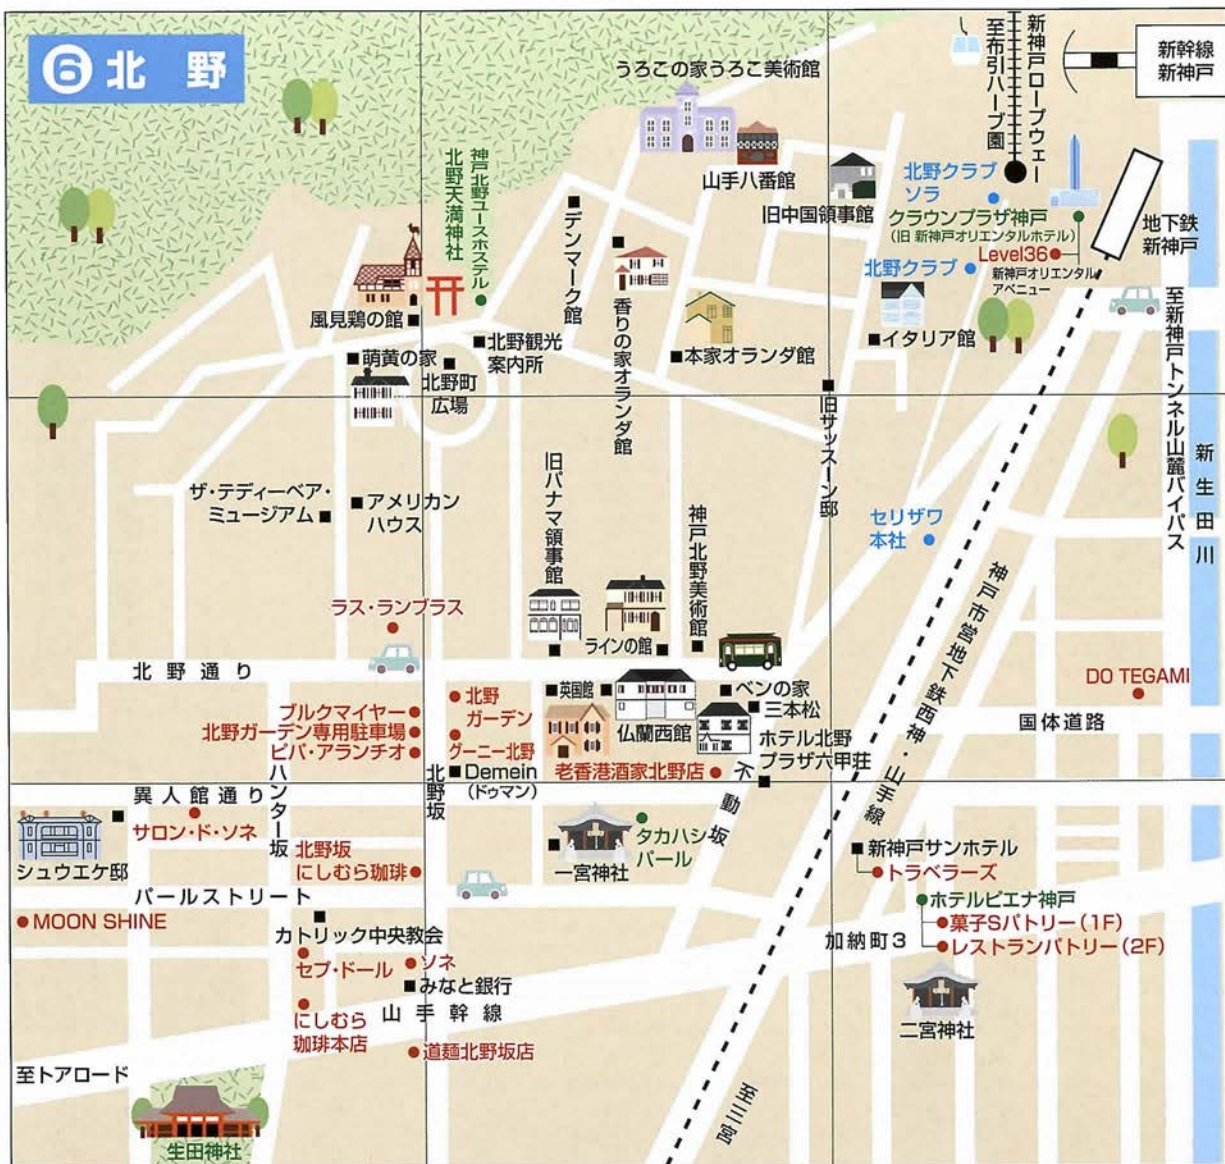 ⑥北野
うろこの家うろこ美術館
新神戸ロープウェー
至布引ハーブ園
新幹線
新神戸
神戸北野ユースホステル
北野天満神社
山手八番館
旧中国領事館
北野クラブ
ソラ
クラウンプラザ神戸
(旧 新神戸オリエンタルホテル)
Level36
新神戸オリエンタル
アベニュー
地下鉄
新神戸
デンマーク館
北野クラブ
風見鶏の館
香りの家オランダ館
本家オランダ館
イタリア館
至新神戸トンネル山麓バイパス
萌黄の家
北野町
広場
北野観光
案内所
旧サッスーン邸
新生田川
ザ・テディーベア・
ミュージアム
アメリカン
ハウス
旧パナマ領事館
神戸北野美術館
セリザワ
本社
神戸市営地下鉄西神・山手線
ラス・ランブラス
ラインの館
北野通り
DO TEGAMI
国体道路
ブルクマイヤー
北野ガーデン専用駐車場
ピバ・アランチオ
北野
ガーデン
グーニー北野
Demein
(ドゥマン)
英国館
仏蘭西館
ベンの家
三本松
ホテル北野
プラザ六甲荘
老香港酒家北野店
不動坂
北野坂
ハンター坂
異人館通り
サロン・ド・ソネ
シュウエケ邸
北野坂
にしむら珈琲
一宮神社
タカハシ
パール
新神戸サンホテル
トラベラーズ
パールストリート
MOON SHINE
カトリック中央教会
ホテルピエナ神戸
菓子Sパトリー(1F)
レストランパトリー(2F)
加納町3
セブ・ドール
ソネ
みなと銀行
にしむら
珈琲本店
山手幹線
二宮神社
道麺北野坂店
至トアロード
至三宮
生田神社